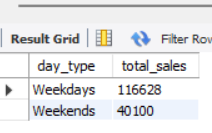 Result Grid Filter Row
day_type total_sales
Weekdays 116628
Weekends 40100